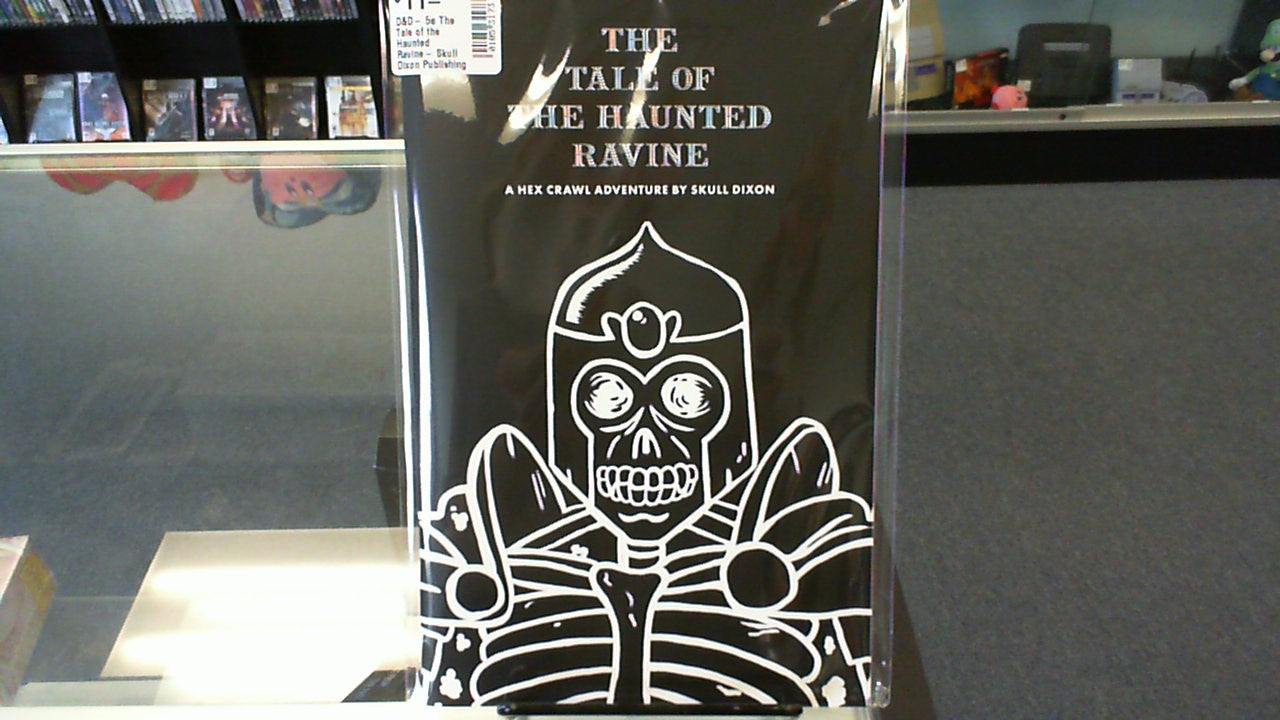 D&D - 5e The
Tale of the
Haunted
Ravine - Skull
Dixon Publishing
THE
TALE OF
THE HAUNTED
RAVINE
A HEX CRAWL ADVENTURE BY SKULL DIXON